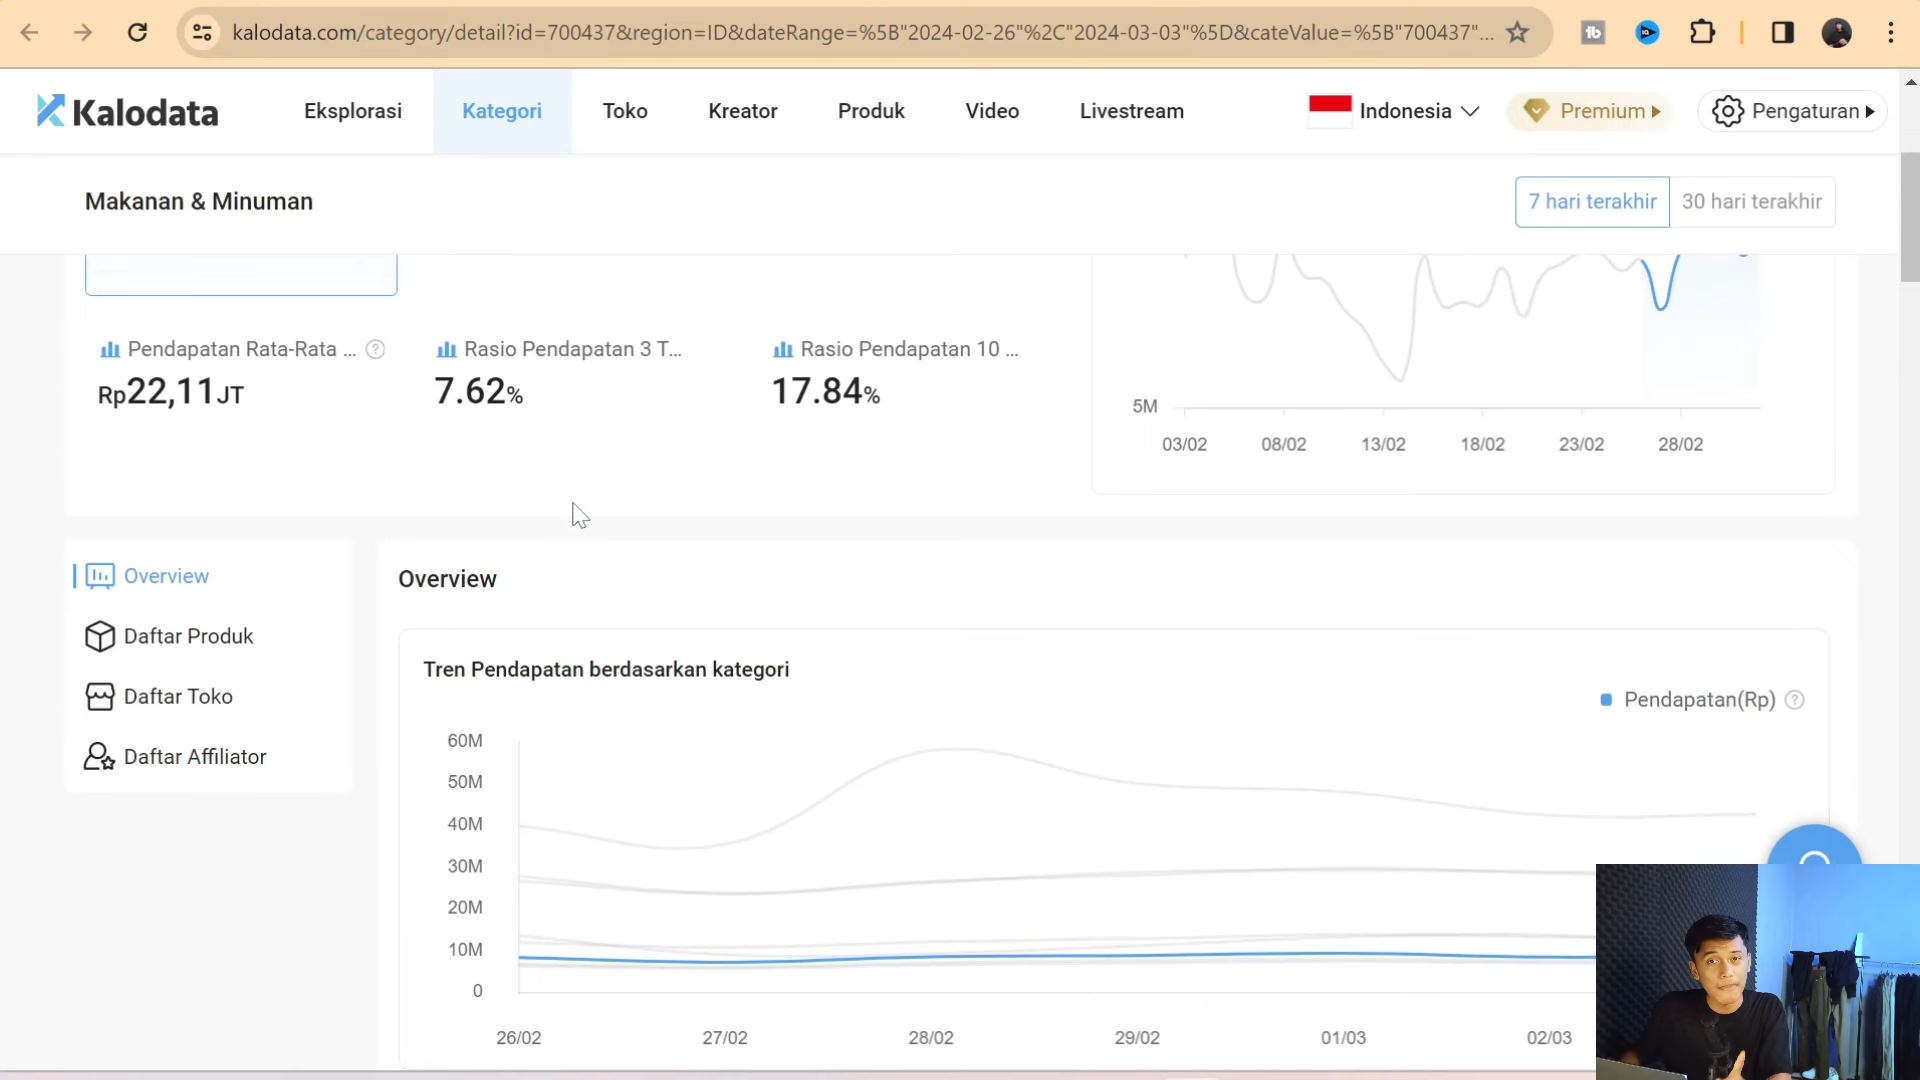 kalodata.com/category/detail?id=700437&region=ID&dateRange=%5B"2024-02-26"%2C"2024-03-03"%5D&cateValue=%5B"700437"...
Kalodata
Eksplorasi
Kategori
Toko
Kreator
Produk
Video
Livestream
Indonesia
Premium
Pengaturan
Makanan & Minuman
7 hari terakhir
30 hari terakhir
Pendapatan Rata-Rata ...
Rp22,11JT
Rasio Pendapatan 3 T...
7.62%
Rasio Pendapatan 10 ...
17.84%
5M
03/02
08/02
13/02
18/02
23/02
28/02
Overview
Daftar Produk
Daftar Toko
Daftar Affiliator
Overview
Tren Pendapatan berdasarkan kategori
Pendapatan(Rp)
60M
50M
40M
30M
20M
10M
0
26/02
27/02
28/02
29/02
01/03
02/03